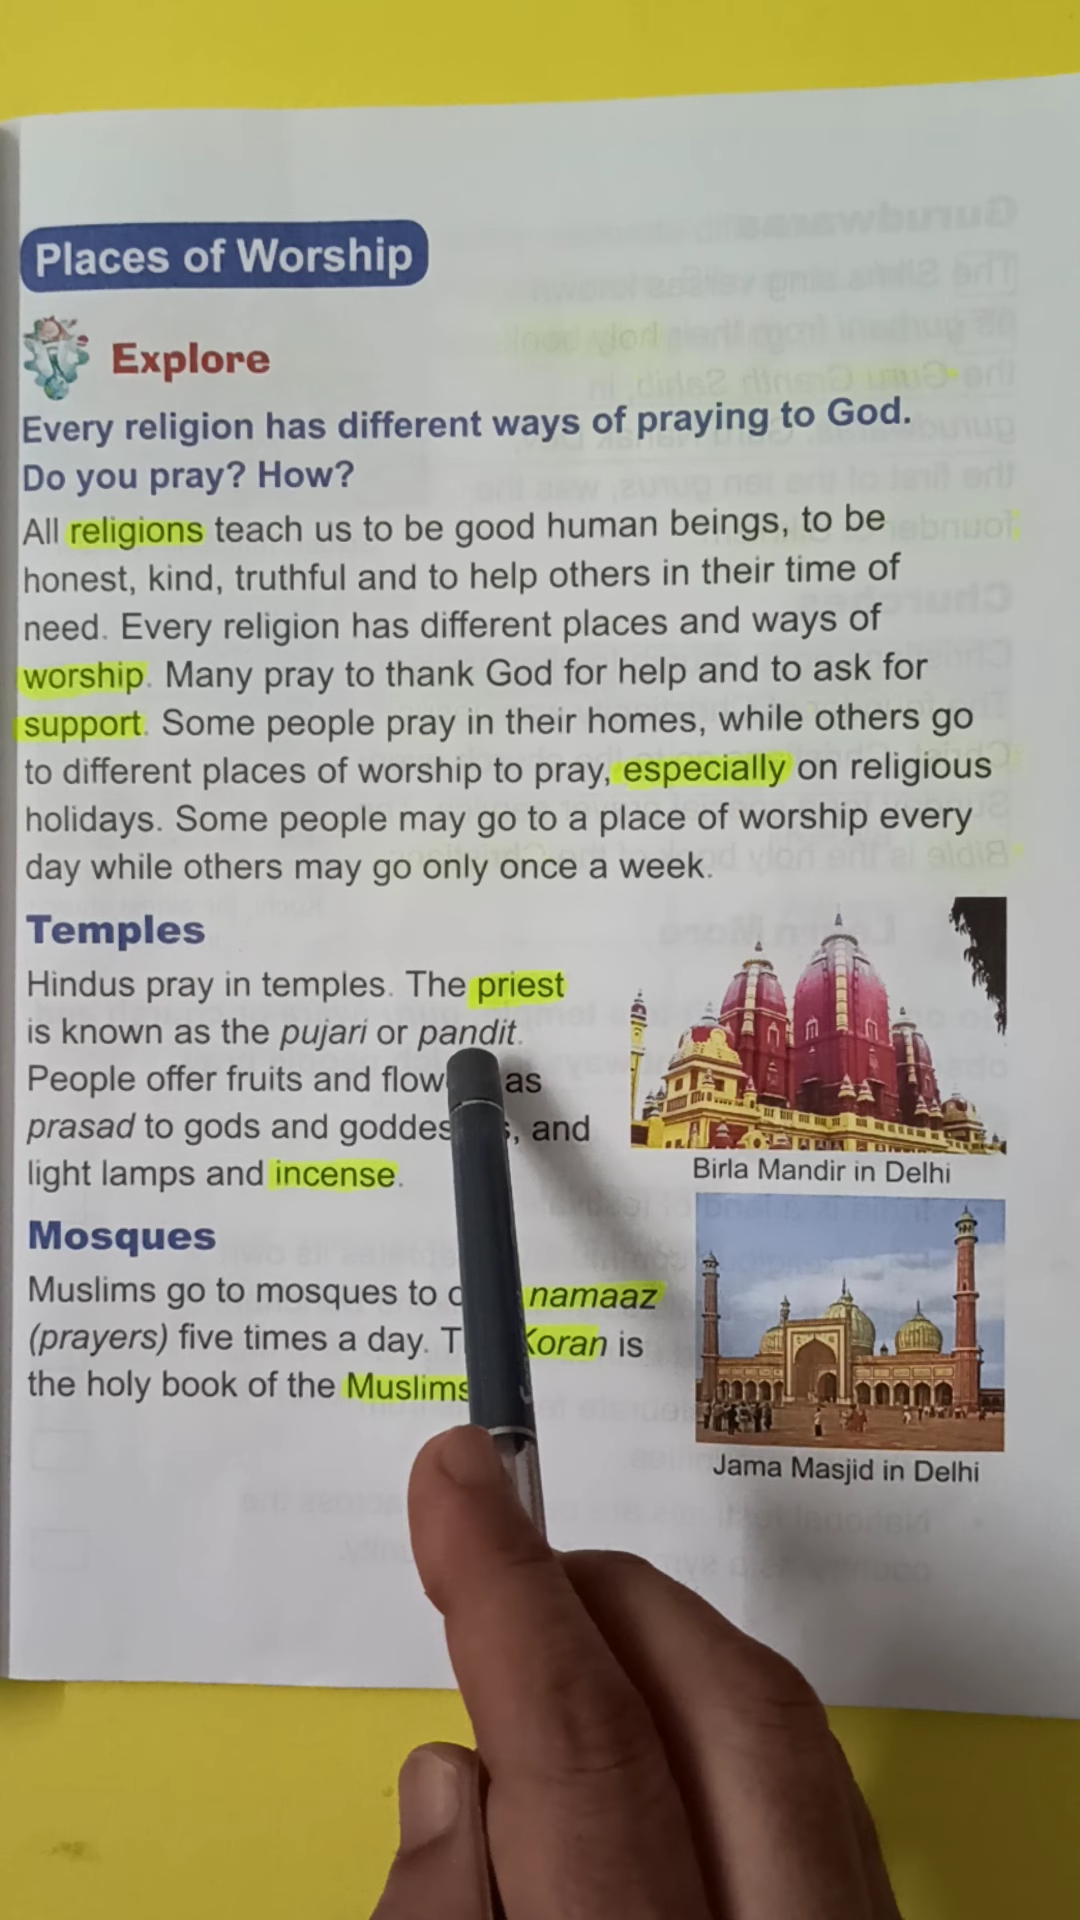 Places of Worship
Explore
Every religion has different ways of praying to God.
Do you pray? How?
All religions teach us to be good human beings, to be
honest, kind, truthful and to help others in their time of
need. Every religion has different places and ways of
worship. Many pray to thank God for help and to ask for
support. Some people pray in their homes, while others go
to different places of worship to pray, especially on religious
holidays. Some people may go to a place of worship every
day while others may go only once a week.
Temples
Hindus pray in temples. The priest
is known as the pujari or pandit.
People offer fruits and as
prasad to gods and , and
light lamps and incense.
Birla Mandir in Delhi
Mosques
Muslims go to mosques to namaaz
(prayers) five times a day. Koran is
the holy book of the Muslims
Jama Masjid in Delhi